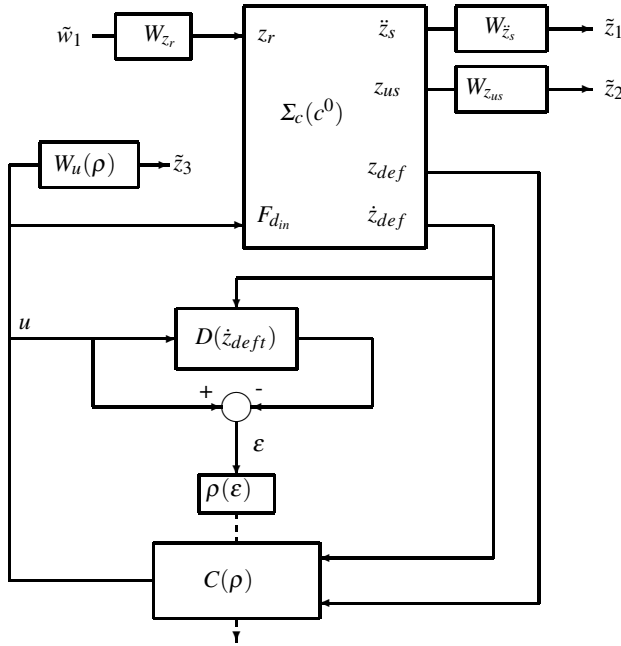 w̃₁ W_{z_r} z_r z̈_s W_{z̈_s} z̃₁
z_{us} W_{z_{us}} z̃₂
Σ_c(c⁰)
W_u(ρ) z̃₃ z_{def}
F_{d_{in}} ż_{def}
u D(ż_{deft})
+ -
ε
ρ(ε)
C(ρ)